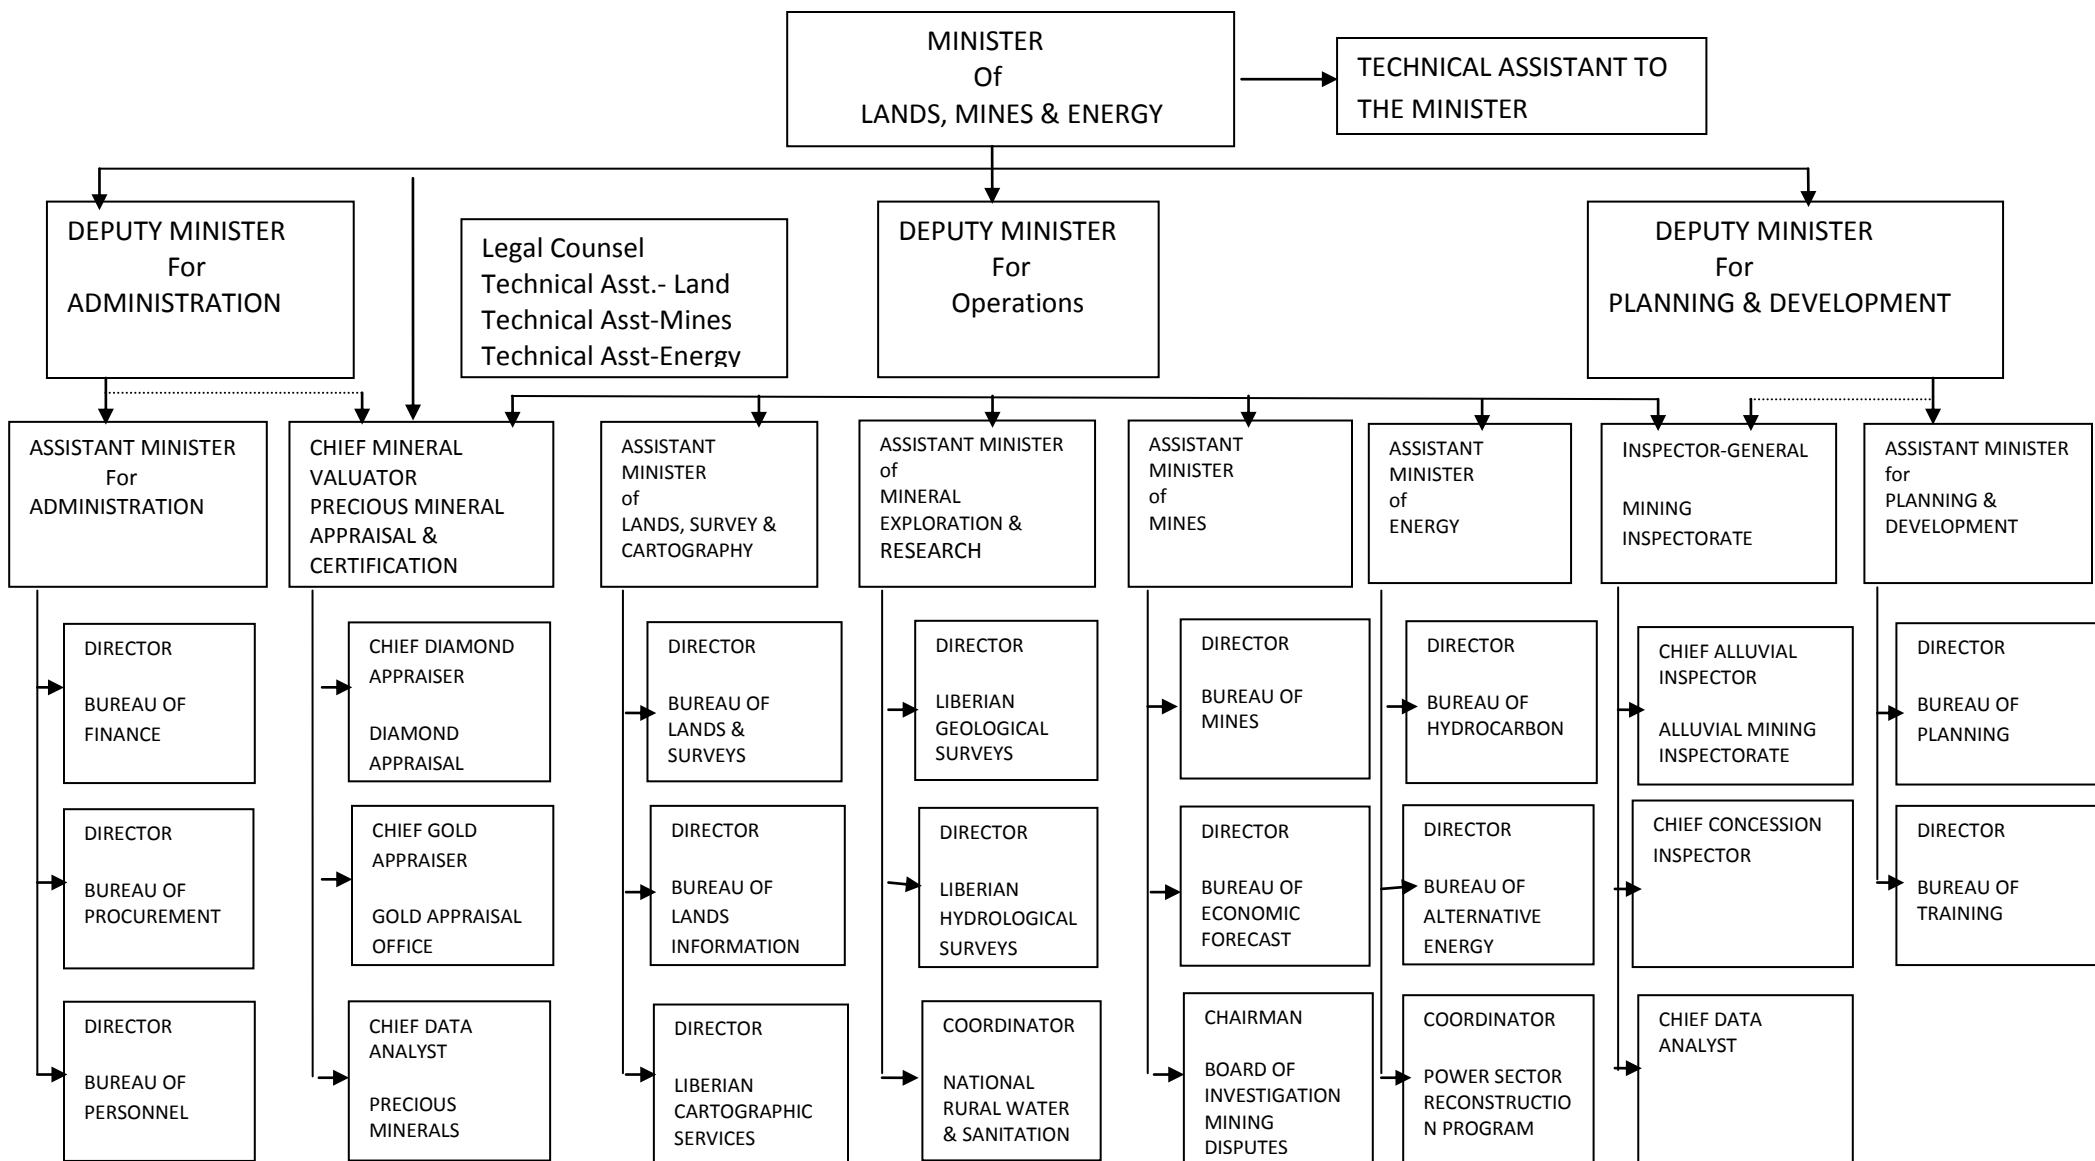 MINISTER
Of
LANDS, MINES & ENERGY
TECHNICAL ASSISTANT TO
THE MINISTER
DEPUTY MINISTER
For
ADMINISTRATION
Legal Counsel
Technical Asst.- Land
Technical Asst-Mines
Technical Asst-Energy
DEPUTY MINISTER
For
Operations
DEPUTY MINISTER
For
PLANNING & DEVELOPMENT
ASSISTANT MINISTER
For
ADMINISTRATION
CHIEF MINERAL
VALUATOR
PRECIOUS MINERAL
APPRAISAL &
CERTIFICATION
ASSISTANT
MINISTER
of
LANDS, SURVEY &
CARTOGRAPHY
ASSISTANT MINISTER
of
MINERAL
EXPLORATION &
RESEARCH
ASSISTANT
MINISTER
of
MINES
ASSISTANT
MINISTER
of
ENERGY
INSPECTOR-GENERAL
MINING
INSPECTORATE
ASSISTANT MINISTER
for
PLANNING &
DEVELOPMENT
DIRECTOR
BUREAU OF
FINANCE
CHIEF DIAMOND
APPRAISER
DIAMOND
APPRAISAL
DIRECTOR
BUREAU OF
LANDS &
SURVEYS
DIRECTOR
LIBERIAN
GEOLOGICAL
SURVEYS
DIRECTOR
BUREAU OF
MINES
DIRECTOR
BUREAU OF
HYDROCARBON
CHIEF ALLUVIAL
INSPECTOR
ALLUVIAL MINING
INSPECTORATE
DIRECTOR
BUREAU OF
PLANNING
DIRECTOR
BUREAU OF
PROCUREMENT
CHIEF GOLD
APPRAISER
GOLD APPRAISAL
OFFICE
DIRECTOR
BUREAU OF
LANDS
INFORMATION
DIRECTOR
LIBERIAN
HYDROLOGICAL
SURVEYS
DIRECTOR
BUREAU OF
ECONOMIC
FORECAST
DIRECTOR
BUREAU OF
ALTERNATIVE
ENERGY
CHIEF CONCESSION
INSPECTOR
DIRECTOR
BUREAU OF
TRAINING
DIRECTOR
BUREAU OF
PERSONNEL
CHIEF DATA
ANALYST
PRECIOUS
MINERALS
DIRECTOR
LIBERIAN
CARTOGRAPHIC
SERVICES
COORDINATOR
NATIONAL
RURAL WATER
& SANITATION
CHAIRMAN
BOARD OF
INVESTIGATION
MINING
DISPUTES
COORDINATOR
POWER SECTOR
RECONSTRUCTIO
N PROGRAM
CHIEF DATA
ANALYST